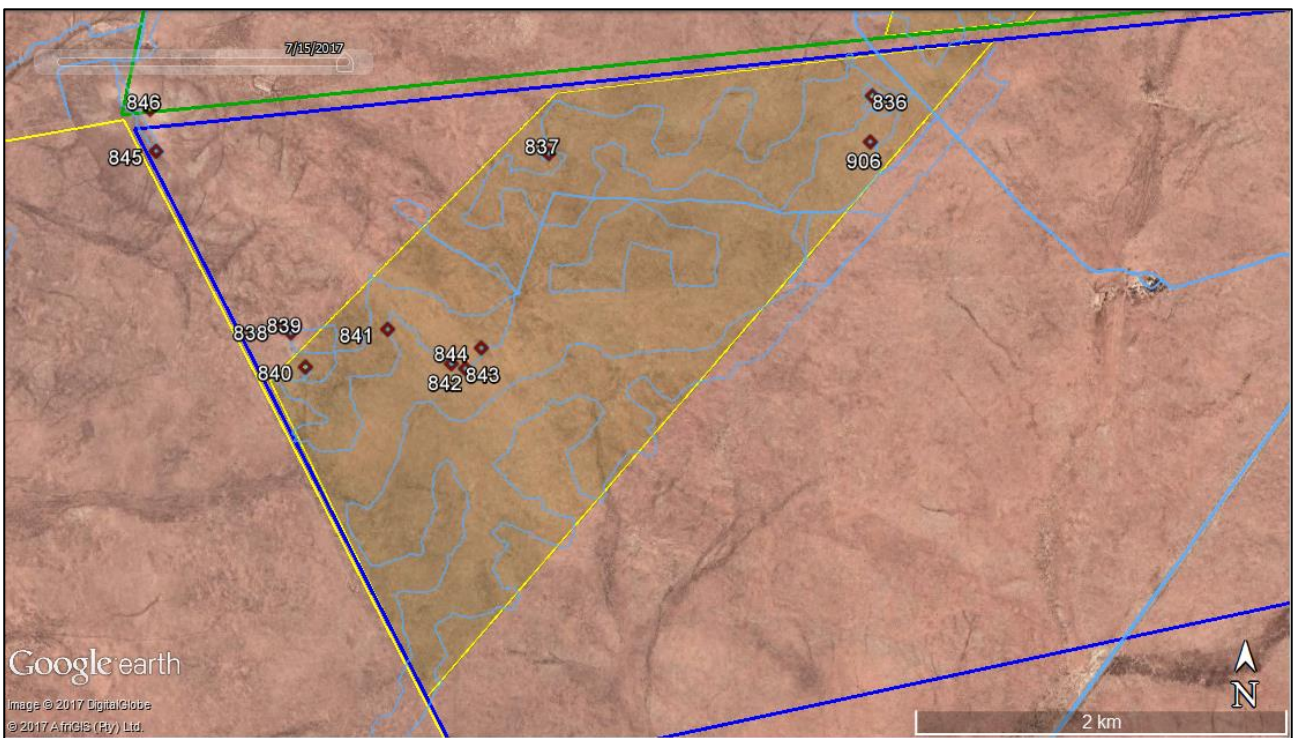 7/15/2017
846
845
837
836
906
838
839
841
840
844
842
843
Google earth
Image © 2017 DigitalGlobe
© 2017 AfriGIS (Pty) Ltd.
N
2 km